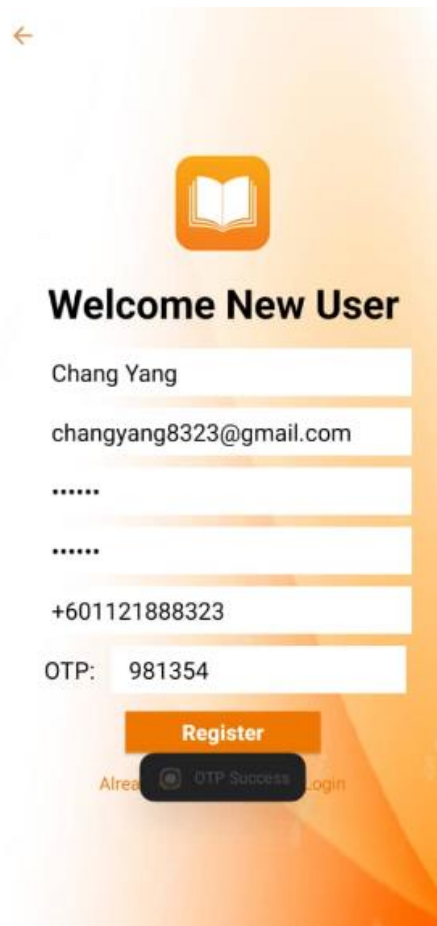 Welcome New User
Chang Yang
changyang8323@gmail.com
••••••
••••••
+601121888323
OTP: 981354
Register
OTP Success
Alrea Login